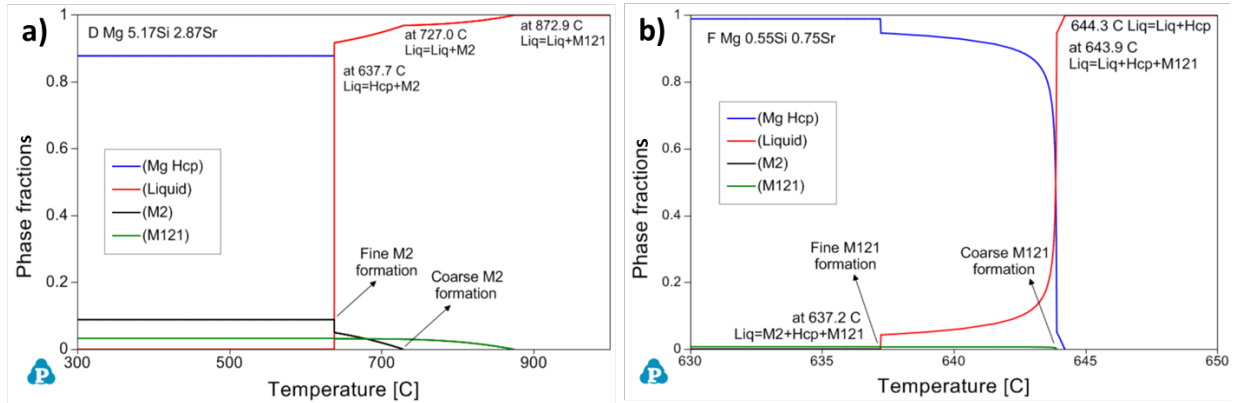 a)
D Mg 5.17Si 2.87Sr
at 727.0 C
Liq=Liq+M2
at 872.9 C
Liq=Liq+M121
at 637.7 C
Liq=Hcp+M2
(Mg Hcp)
(Liquid)
(M2)
(M121)
Fine M2
formation
Coarse M2
formation
Phase fractions
1
0.8
0.6
0.4
0.2
0
300
500
700
900
Temperature [C]
P
b)
F Mg 0.55Si 0.75Sr
644.3 C Liq=Liq+Hcp
at 643.9 C
Liq=Liq+Hcp+M121
(Mg Hcp)
(Liquid)
(M2)
(M121)
Fine M121
formation
Coarse M121
formation
at 637.2 C
Liq=M2+Hcp+M121
Phase fractions
1
0.8
0.6
0.4
0.2
0
630
635
640
645
650
Temperature [C]
P